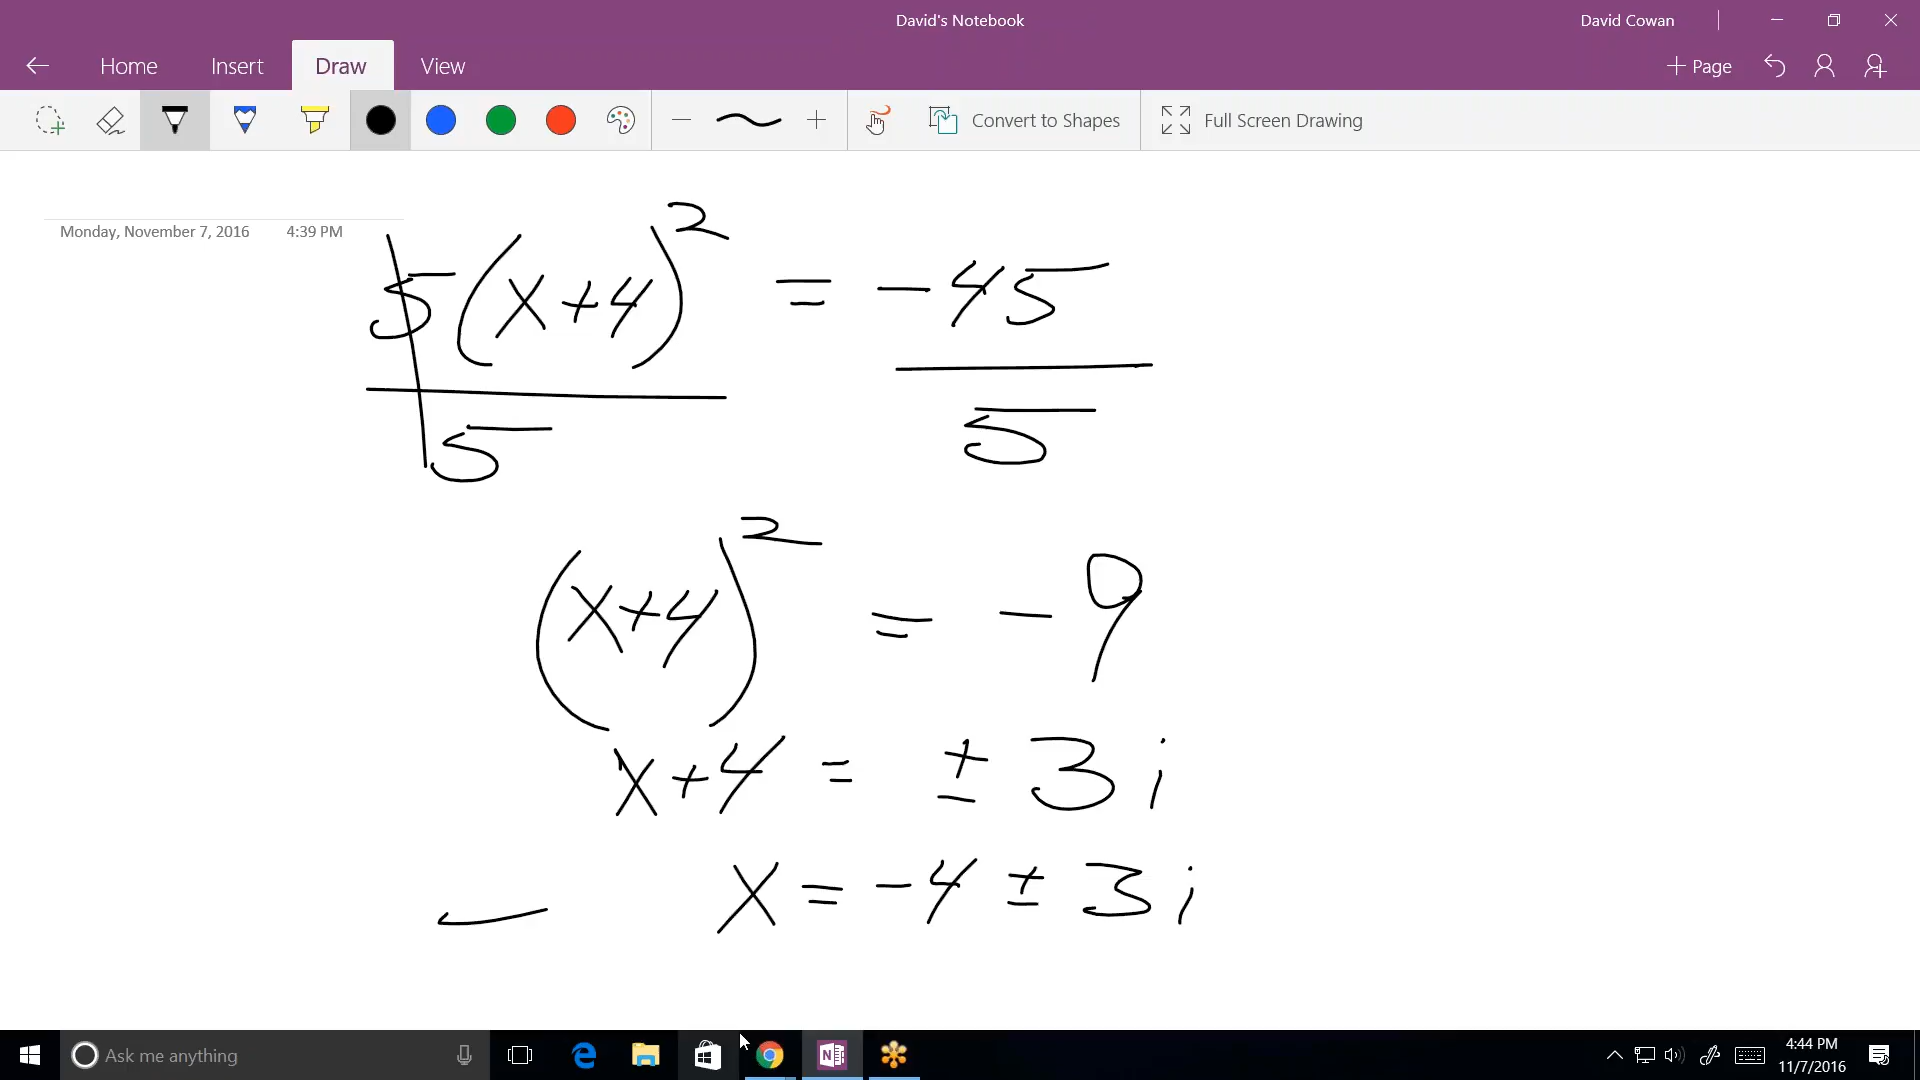 David's Notebook
David Cowan
Home Insert Draw View
Page
Convert to Shapes
Full Screen Drawing
Monday, November 7, 2016 4:39 PM
5(x+4)² = -45
5 5
(x+4)² = -9
x+4 = ± 3i
x = -4 ± 3i
Ask me anything
4:44 PM
11/7/2016